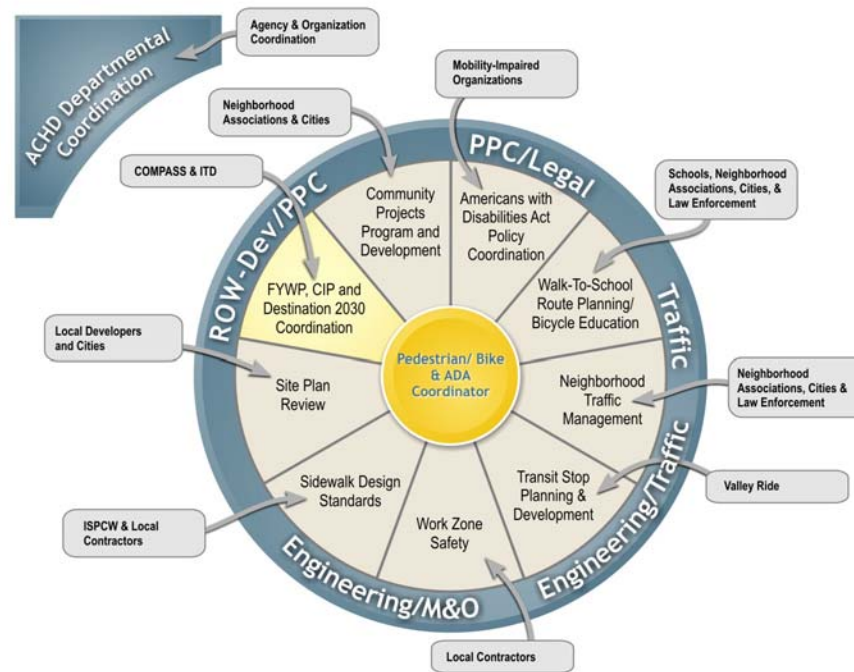 Agency & Organization
Coordination
ACHD Departmental
Coordination
Mobility-Impaired
Organizations
Neighborhood
Associations & Cities
COMPASS & ITD
Schools, Neighborhood
Associations, Cities, &
Law Enforcement
Local Developers
and Cities
Neighborhood
Associations, Cities &
Law Enforcement
Valley Ride
ISPCW & Local
Contractors
Local Contractors
ROW-Dev/PPC
PPC/Legal
Traffic
Engineering/Traffic
Engineering/M&O
Community
Projects
Program and
Development
Americans with
Disabilities Act
Policy
Coordination
Walk-To-School
Route Planning/
Bicycle Education
Neighborhood
Traffic
Management
Transit Stop
Planning &
Development
Work Zone
Safety
Sidewalk Design
Standards
Site Plan
Review
FYWP, CIP and
Destination 2030
Coordination
Pedestrian/ Bike
& ADA
Coordinator